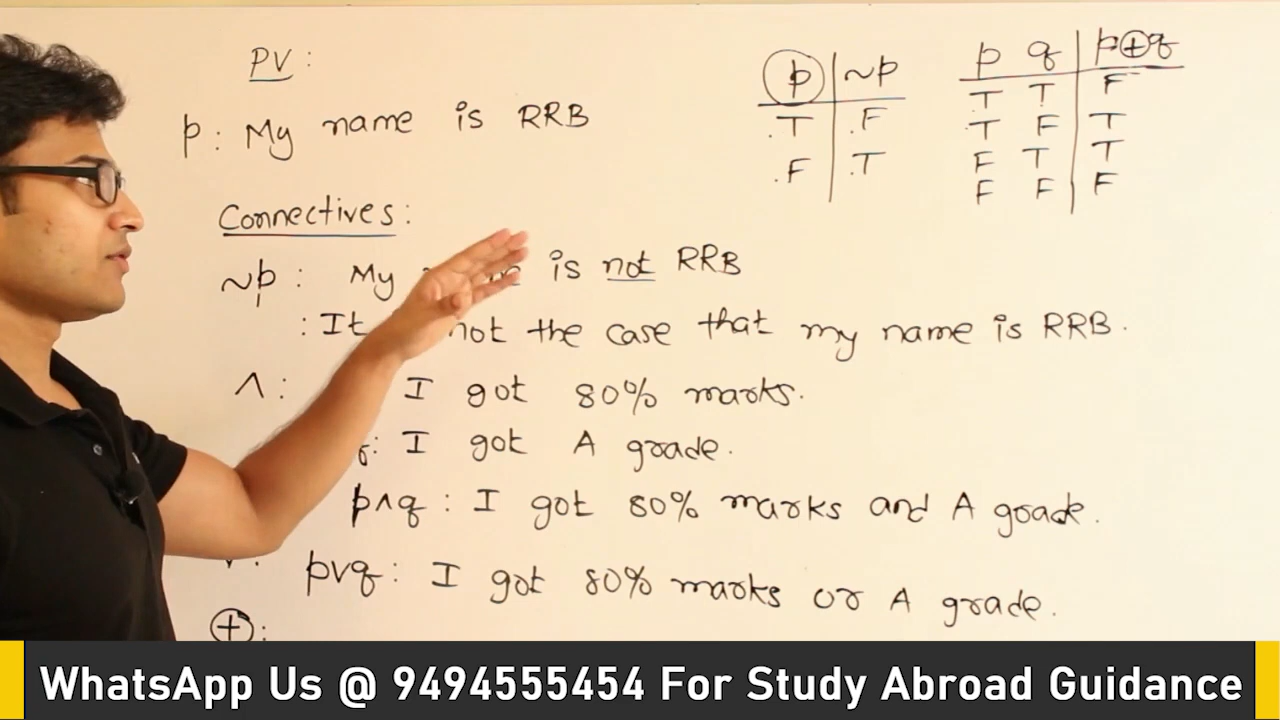 PV :
p : My name is RRB
Connectives :
~p : My is not RRB
: It not the case that my name is RRB.
∧ : I got 80% marks.
q: I got A grade.
p∧q : I got 80% marks and A grade.
p∨q : I got 80% marks or A grade.
⊕ :
p ~p
T F
F T
p q p⊕q
T T F
T F T
F T T
F F F
WhatsApp Us @ 9494555454 For Study Abroad Guidance